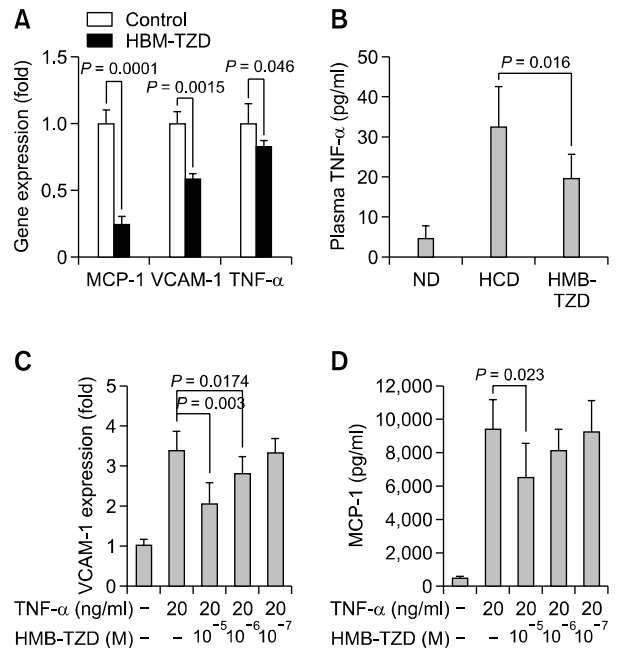 A
Control
HBM-TZD
Gene expression (fold)
1.5
1.0
0.5
0
P = 0.0001
P = 0.0015
P = 0.046
MCP-1 VCAM-1 TNF-α
B
Plasma TNF-α (pg/ml)
50
40
30
20
10
0
P = 0.016
ND HCD HMB-
TZD
C
VCAM-1 expression (fold)
5
4
3
2
1
0
P = 0.0174
P = 0.003
TNF-α (ng/ml) – 20 20 20 20
HMB-TZD (M) – – 10⁻⁵ 10⁻⁶ 10⁻⁷
D
MCP-1 (pg/ml)
12,000
10,000
8,000
6,000
4,000
2,000
0
P = 0.023
TNF-α (ng/ml) – 20 20 20 20
HMB-TZD (M) – – 10⁻⁵ 10⁻⁶ 10⁻⁷